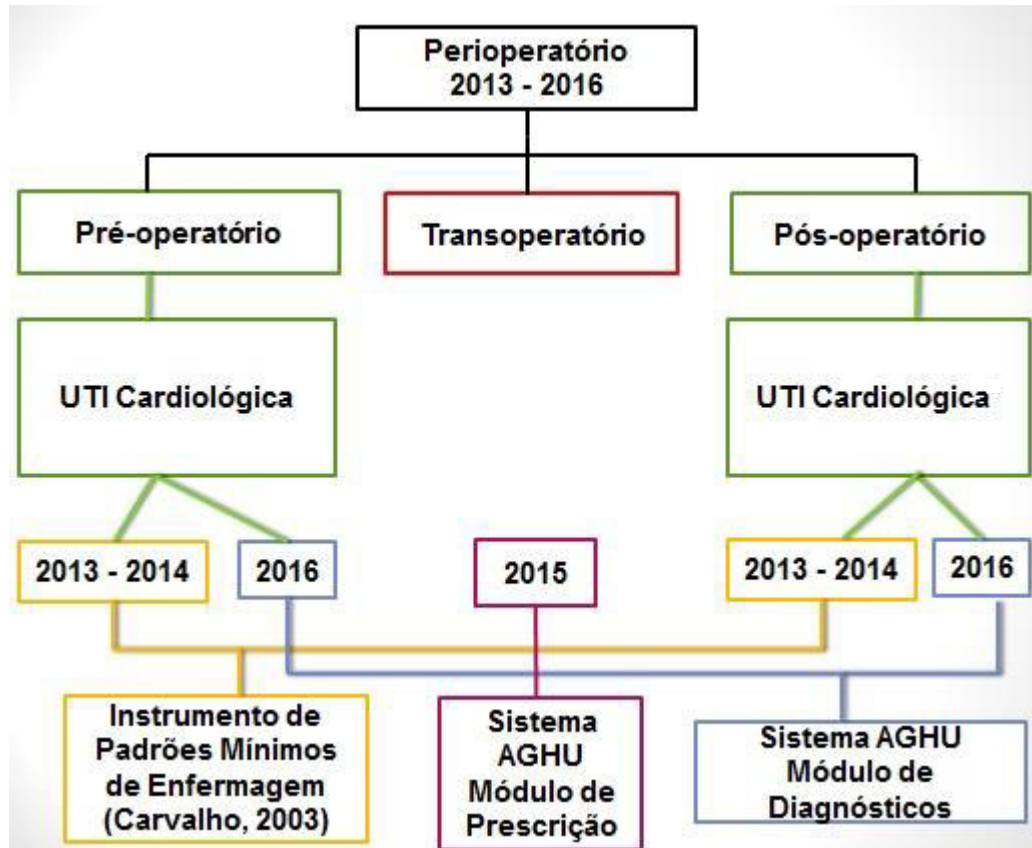 Perioperatório
2013 - 2016
Pré-operatório
Transoperatório
Pós-operatório
UTI Cardiológica
UTI Cardiológica
2013 - 2014
2016
2015
2013 - 2014
2016
Instrumento de
Padrões Mínimos
de Enfermagem
(Carvalho, 2003)
Sistema
AGHU
Módulo de
Prescrição
Sistema AGHU
Módulo de
Diagnósticos